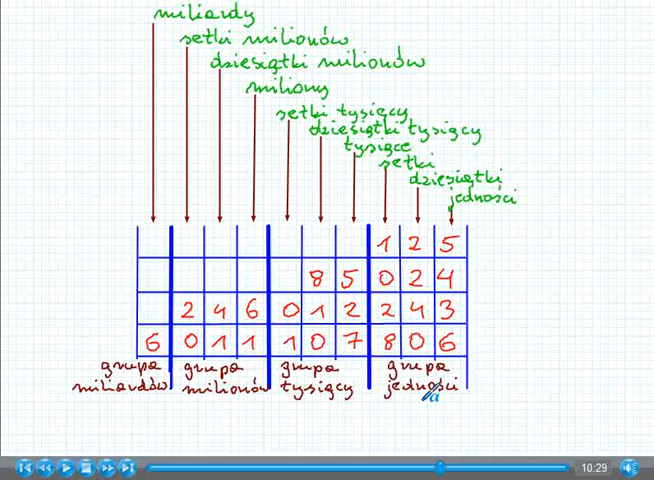 miliardy
setki milionów
dziesiątki milionów
miliony
setki tysięcy
dziesiątki tysięcy
tysiące
setki
dziesiątki
jedności
1 2 5
8 5 0 2 4
2 4 6 0 1 2 2 4 3
6 0 1 1 1 0 7 8 0 6
grupa miliardów
grupa milionów
grupa tysięcy
grupa jedności
10:29